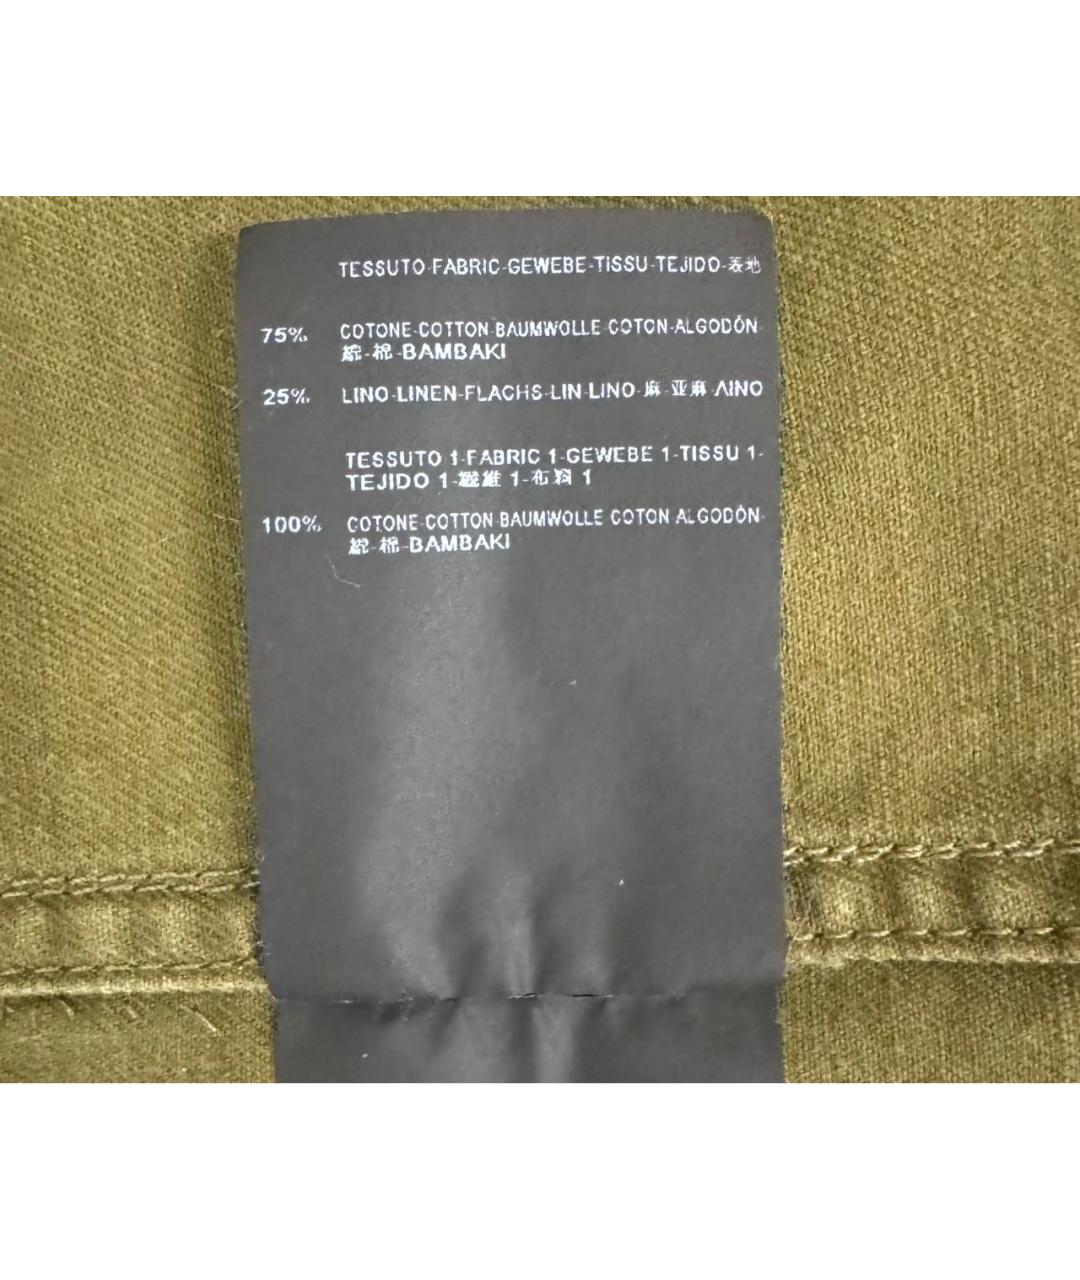 TESSUTO-FABRIC-GEWEBE-TISSU-TEJIDO-表地
75% COTONE-COTTON-BAUMWOLLE-COTON-ALGODÓN
綿-棉-BAMBAKI
25% LINO-LINEN-FLACHS-LIN-LINO-麻-亚麻-ΛINO
TESSUTO 1-FABRIC 1-GEWEBE 1-TISSU 1-
TEJIDO 1-繊維 1-布料 1
100% COTONE-COTTON-BAUMWOLLE-COTON-ALGODÓN-
綿-棉-BAMBAKI